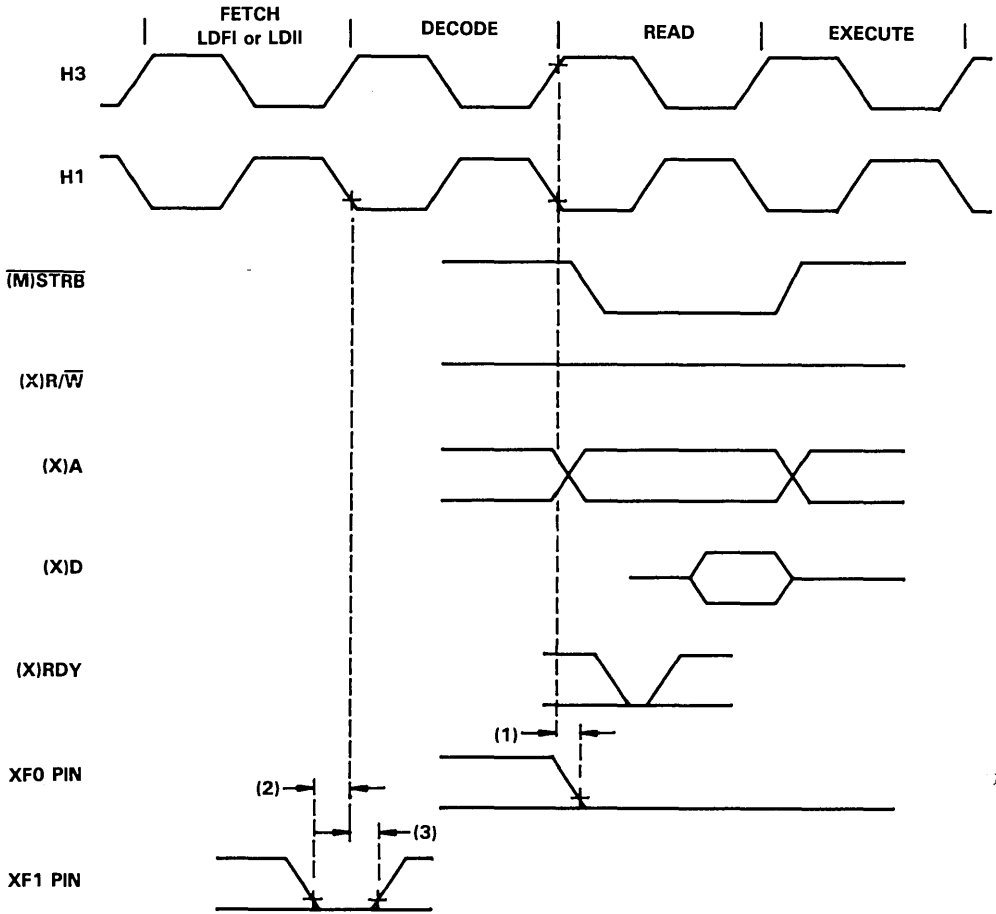 FETCH
LDFI or LDII
DECODE
READ
EXECUTE
H3
H1
(M)STRB
(X)R/W
(X)A
(X)D
(X)RDY
(1)
XF0 PIN
(2)
(3)
XF1 PIN